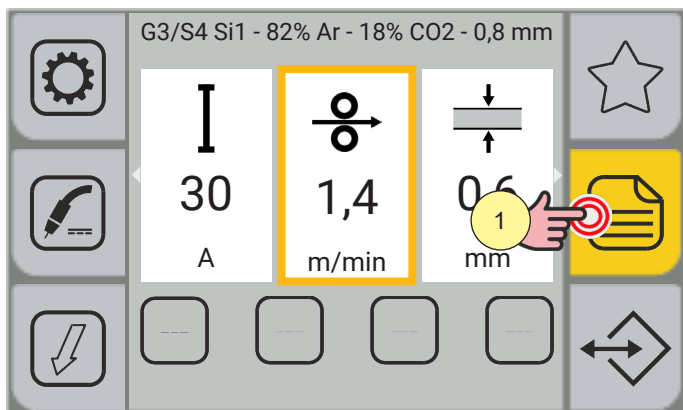 G3/S4 Si1 - 82% Ar - 18% CO2 - 0,8 mm
30
1,4
0,6
1
A
m/min
mm
---
---
---
---